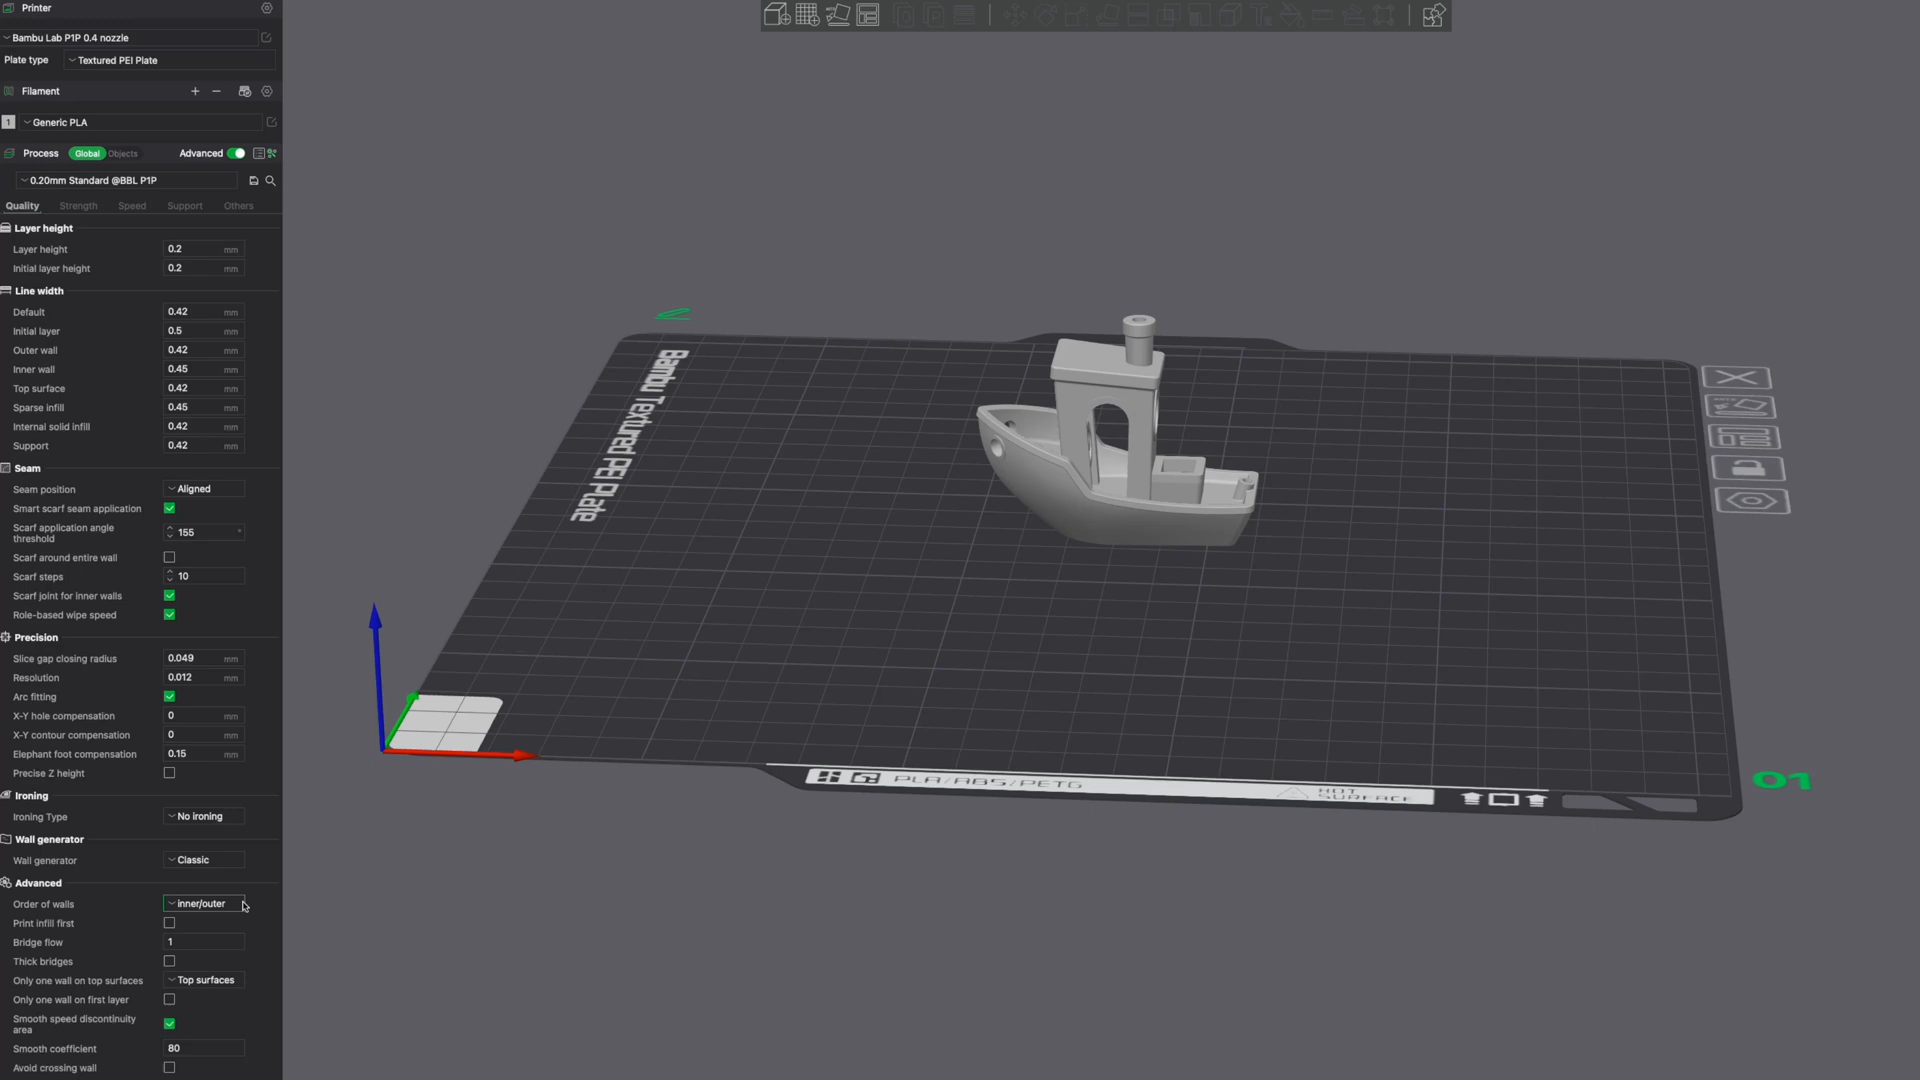 Printer
Bambu Lab P1P 0.4 nozzle
Plate type Textured PEI Plate
Filament
1 Generic PLA
Process Global Objects Advanced
0.20mm Standard @BBL P1P
Quality Strength Speed Support Others
Layer height
Layer height 0.2 mm
Initial layer height 0.2 mm
Line width
Default 0.42 mm
Initial layer 0.5 mm
Outer wall 0.42 mm
Inner wall 0.45 mm
Top surface 0.42 mm
Sparse infill 0.45 mm
Internal solid infill 0.42 mm
Support 0.42 mm
Seam
Seam position Aligned
Smart scarf seam application
Scarf application angle
threshold 155 °
Scarf around entire wall
Scarf steps 10
Scarf joint for inner walls
Role-based wipe speed
Precision
Slice gap closing radius 0.049 mm
Resolution 0.012 mm
Arc fitting
X-Y hole compensation 0 mm
X-Y contour compensation 0 mm
Elephant foot compensation 0.15 mm
Precise Z height
Ironing
Ironing Type No ironing
Wall generator
Wall generator Classic
Advanced
Order of walls inner/outer
Print infill first
Bridge flow 1
Thick bridges
Only one wall on top surfaces Top surfaces
Only one wall on first layer
Smooth speed discontinuity
area
Smooth coefficient 80
Avoid crossing wall
Bambu Textured PEI Plate
PLA/ABS/PETG
HOT
SURFACE
01